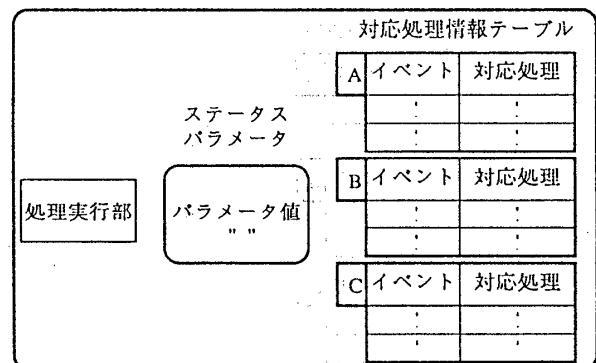 対応処理情報テーブル
A イベント 対応処理
ステータス
パラメータ
処理実行部
パラメータ値
" "
B イベント 対応処理
C イベント 対応処理